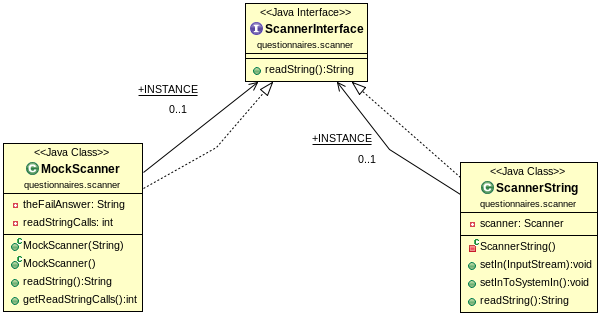 <<Java Interface>>
ScannerInterface
questionnaires.scanner
readString():String
+INSTANCE
0..1
+INSTANCE
0..1
<<Java Class>>
MockScanner
questionnaires.scanner
theFailAnswer: String
readStringCalls: int
MockScanner(String)
MockScanner()
readString():String
getReadStringCalls():int
<<Java Class>>
ScannerString
questionnaires.scanner
scanner: Scanner
ScannerString()
setIn(InputStream):void
setInToSystemIn():void
readString():String